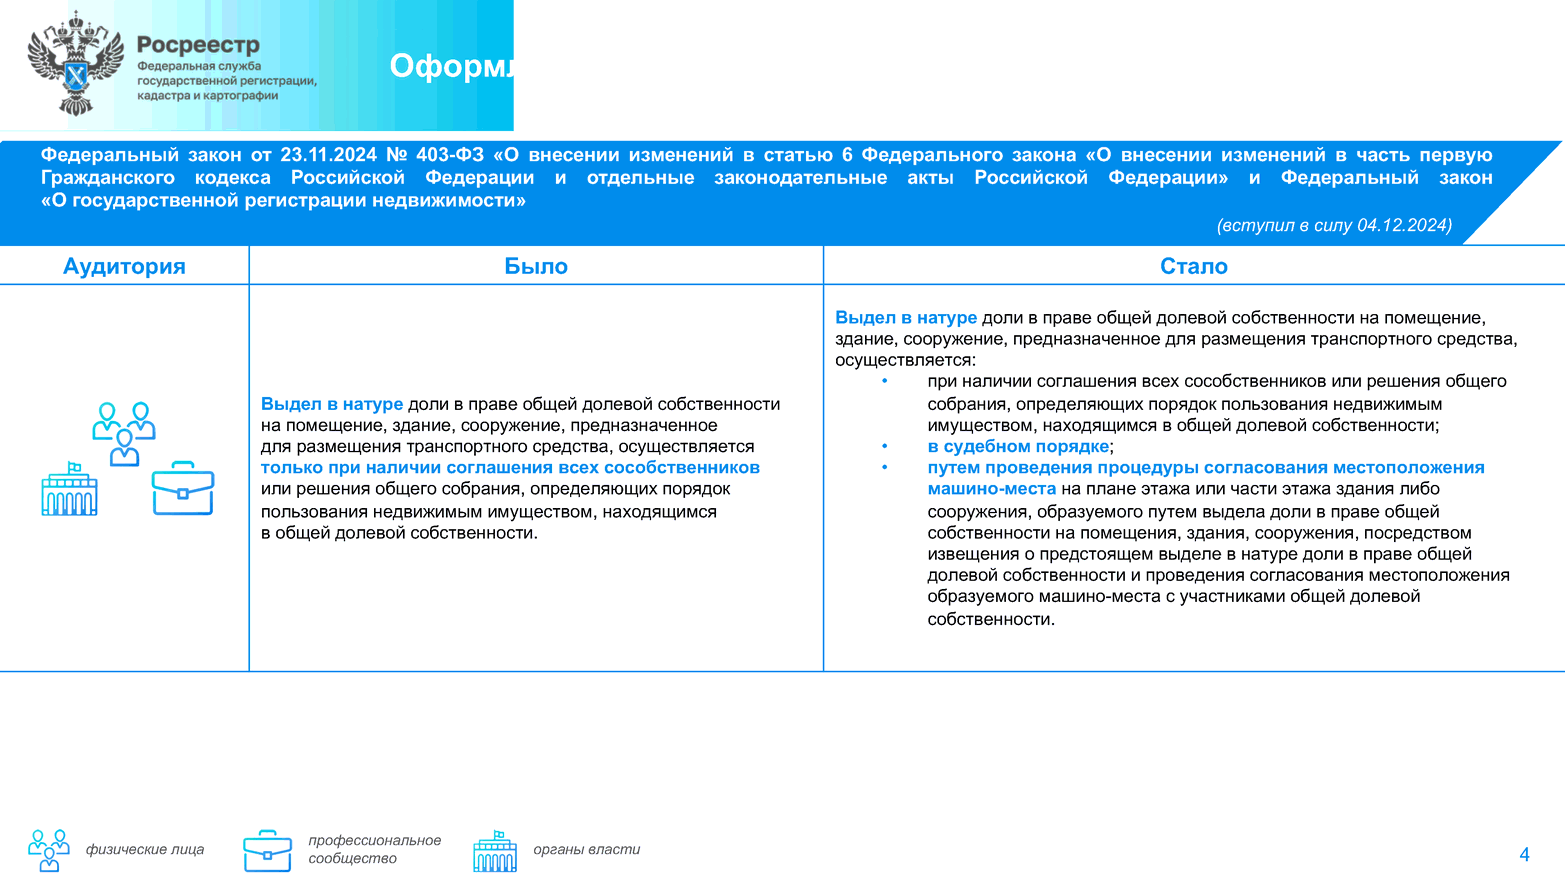 Росреестр
Федеральная служба
государственной регистрации,
кадастра и картографии
Оформл
Федеральный закон от 23.11.2024 № 403-ФЗ «О внесении изменений в статью 6 Федерального закона «О внесении изменений в часть первую
Гражданского кодекса Российской Федерации и отдельные законодательные акты Российской Федерации» и Федеральный закон
«О государственной регистрации недвижимости»
(вступил в силу 04.12.2024)
Аудитория
Было
Стало
Выдел в натуре доли в праве общей долевой собственности
на помещение, здание, сооружение, предназначенное
для размещения транспортного средства, осуществляется
только при наличии соглашения всех сособственников
или решения общего собрания, определяющих порядок
пользования недвижимым имуществом, находящимся
в общей долевой собственности.
Выдел в натуре доли в праве общей долевой собственности на помещение,
здание, сооружение, предназначенное для размещения транспортного средства,
осуществляется:
• при наличии соглашения всех сособственников или решения общего
собрания, определяющих порядок пользования недвижимым
имуществом, находящимся в общей долевой собственности;
• в судебном порядке;
• путем проведения процедуры согласования местоположения
машино-места на плане этажа или части этажа здания либо
сооружения, образуемого путем выдела доли в праве общей
собственности на помещения, здания, сооружения, посредством
извещения о предстоящем выделе в натуре доли в праве общей
долевой собственности и проведения согласования местоположения
образуемого машино-места с участниками общей долевой
собственности.
физические лица
профессиональное
сообщество
органы власти
4